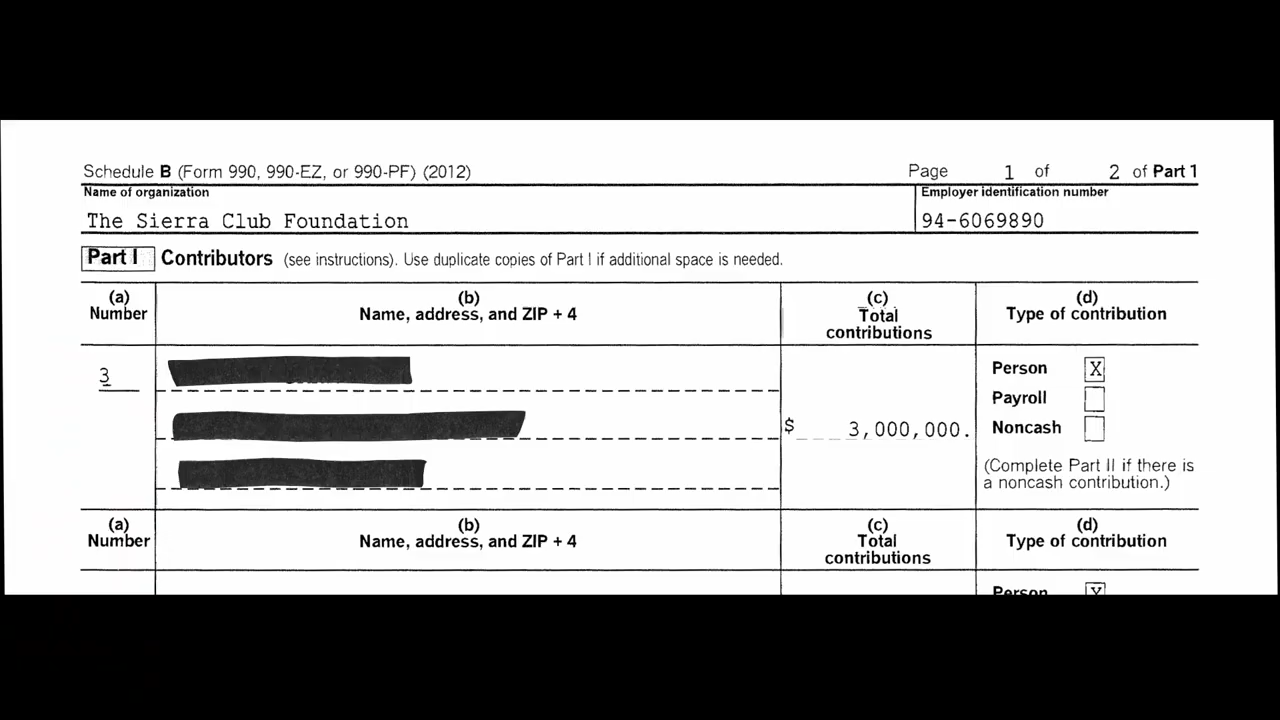 Schedule B (Form 990, 990-EZ, or 990-PF) (2012) Page 1 of 2 of Part 1
Name of organization Employer identification number
The Sierra Club Foundation 94-6069890
Part I Contributors (see instructions). Use duplicate copies of Part I if additional space is needed.
(a) Number (b) Name, address, and ZIP + 4 (c) Total contributions (d) Type of contribution
3
$ 3,000,000.
Person X
Payroll
Noncash
(Complete Part II if there is
a noncash contribution.)
(a) Number (b) Name, address, and ZIP + 4 (c) Total contributions (d) Type of contribution
Person X